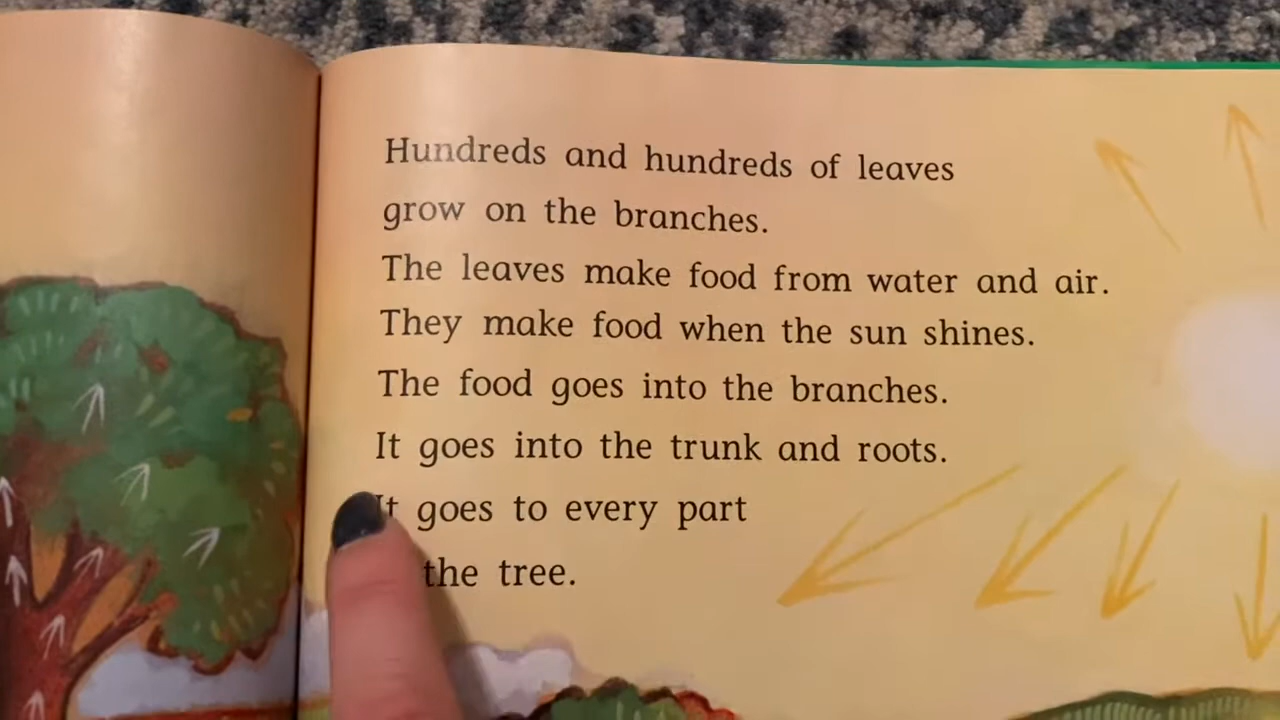 Hundreds and hundreds of leaves
grow on the branches.
The leaves make food from water and air.
They make food when the sun shines.
The food goes into the branches.
It goes into the trunk and roots.
It goes to every part
the tree.